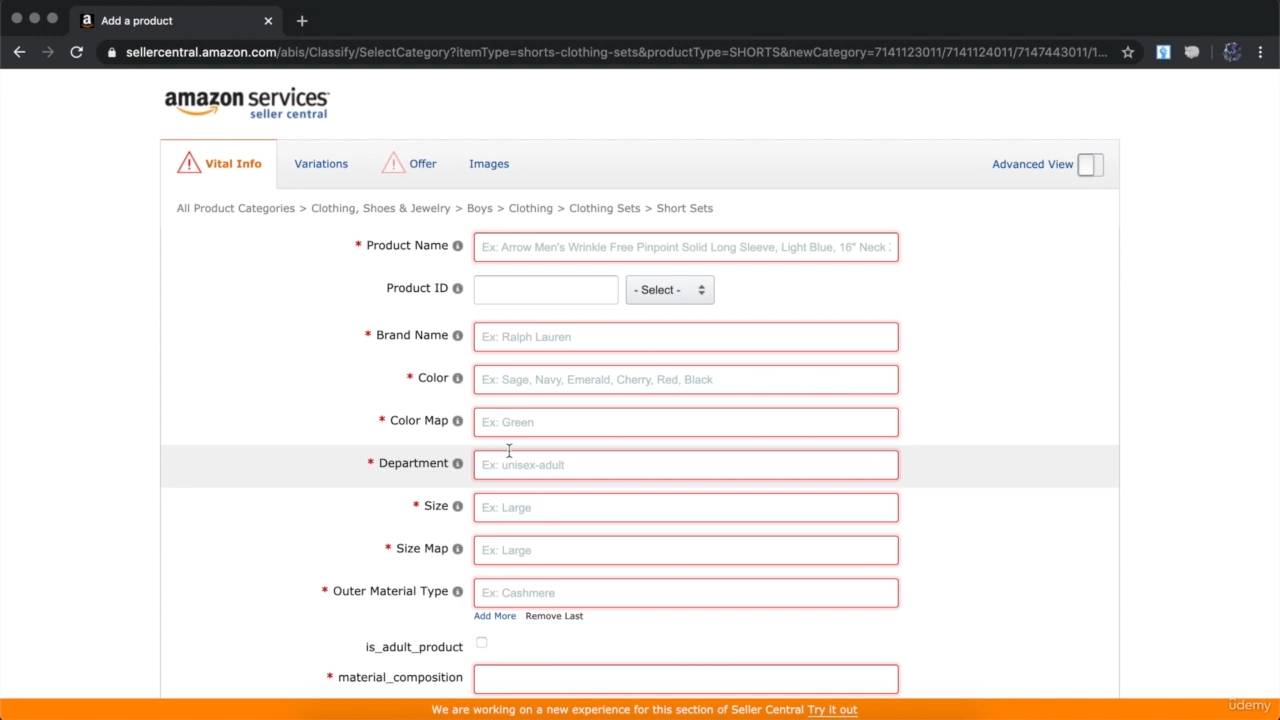 Add a product
sellercentral.amazon.com/abis/Classify/SelectCategory?itemType=shorts-clothing-sets&productType=SHORTS&newCategory=7141123011/7141124011/7147443011/1...
amazon services
seller central
Vital Info Variations Offer Images Advanced View
All Product Categories > Clothing, Shoes & Jewelry > Boys > Clothing > Clothing Sets > Short Sets
* Product Name Ex: Arrow Men's Wrinkle Free Pinpoint Solid Long Sleeve, Light Blue, 16" Neck
Product ID - Select -
* Brand Name Ex: Ralph Lauren
* Color Ex: Sage, Navy, Emerald, Cherry, Red, Black
* Color Map Ex: Green
* Department Ex: unisex-adult
* Size Ex: Large
* Size Map Ex: Large
* Outer Material Type Ex: Cashmere
Add More Remove Last
is_adult_product
* material_composition
We are working on a new experience for this section of Seller Central Try it out
ûdemy